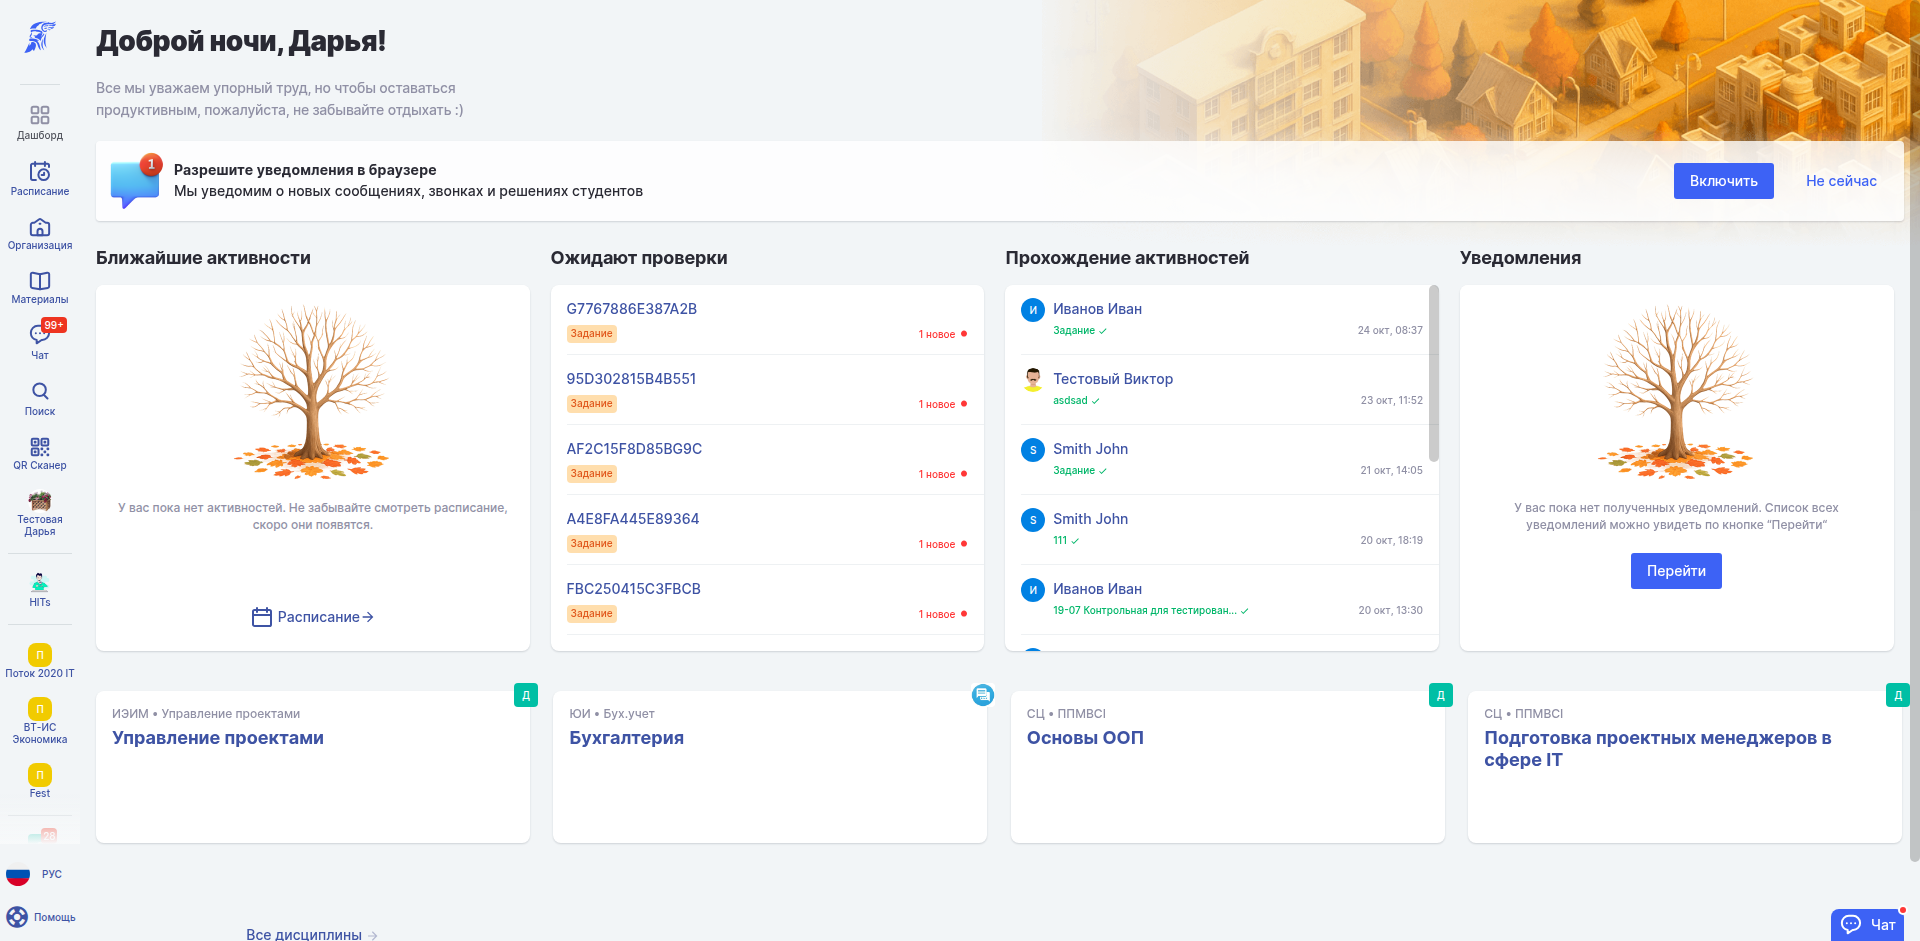 Доброй ночи, Дарья!
Все мы уважаем упорный труд, но чтобы оставаться
продуктивным, пожалуйста, не забывайте отдыхать :)
Дашборд
Расписание
Организация
Материалы
99+
Чат
Поиск
QR Сканер
Тестовая
Дарья
HITs
П
Поток 2020 IT
П
ВТ-ИС
Экономика
П
Fest
28
РУС
Помощь
1
Разрешите уведомления в браузере
Мы уведомим о новых сообщениях, звонках и решениях студентов
Включить
Не сейчас
Ближайшие активности
У вас пока нет активностей. Не забывайте смотреть расписание,
скоро они появятся.
Расписание
Ожидают проверки
G7767886E387A2B
Задание
1 новое
95D302815B4B551
Задание
1 новое
AF2C15F8D85BG9C
Задание
1 новое
A4E8FA445E89364
Задание
1 новое
FBC250415C3FBCB
Задание
1 новое
Прохождение активностей
И
Иванов Иван
Задание
24 окт, 08:37
Тестовый Виктор
asdsad
23 окт, 11:52
S
Smith John
Задание
21 окт, 14:05
S
Smith John
111
20 окт, 18:19
И
Иванов Иван
19-07 Контрольная для тестирован...
20 окт, 13:30
Уведомления
У вас пока нет полученных уведомлений. Список всех
уведомлений можно увидеть по кнопке “Перейти”
Перейти
Д
ИЭИМ • Управление проектами
Управление проектами
ЮИ • Бух.учет
Бухгалтерия
Д
СЦ • ППМВСІ
Основы ООП
Д
СЦ • ППМВСІ
Подготовка проектных менеджеров в
сфере IT
Все дисциплины
Чат